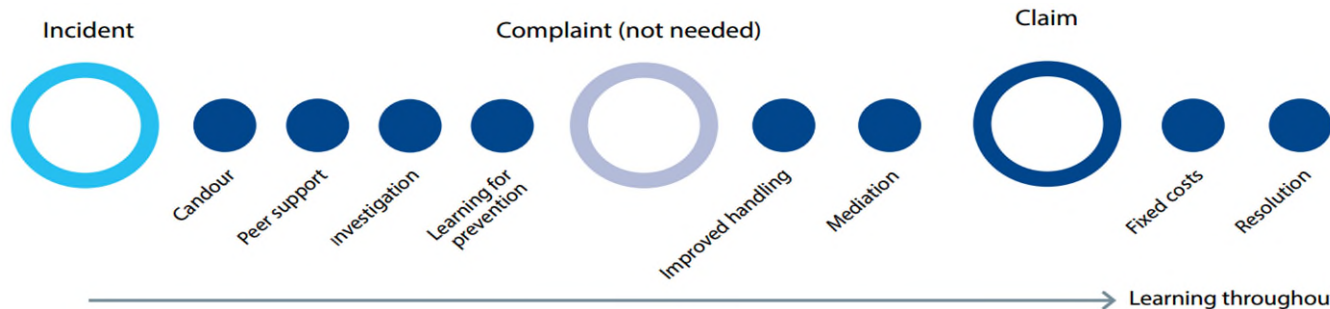 Incident
Complaint (not needed)
Claim
Candour
Peer support
investigation
Learning for
prevention
Improved handling
Mediation
Fixed costs
Resolution
Learning throughou